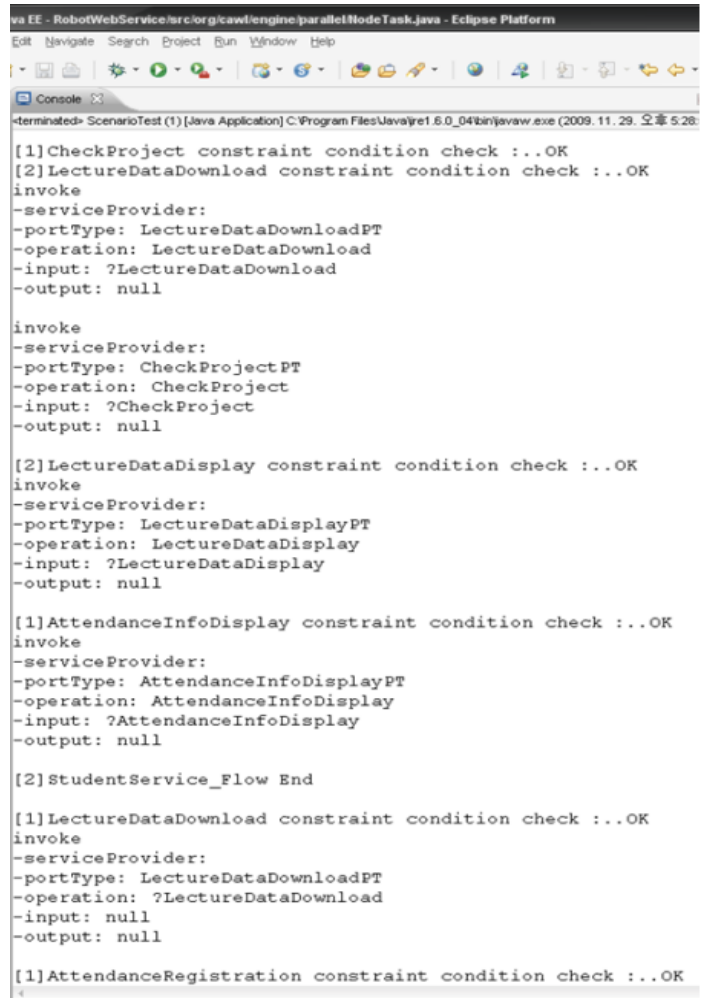 va EE - RobotWebService/src/org/cawl/engine/parallel/NodeTask.java - Eclipse Platform
Edit Navigate Search Project Run Window Help
Console
<terminated> ScenarioTest (1) [Java Application] C:\Program Files\Java\jre1.6.0_04\bin\javaw.exe (2009. 11. 29. 오후 5:28:
[1]CheckProject constraint condition check :..OK
[2]LectureDataDownload constraint condition check :..OK
invoke
-serviceProvider:
-portType: LectureDataDownloadPT
-operation: LectureDataDownload
-input: ?LectureDataDownload
-output: null
invoke
-serviceProvider:
-portType: CheckProjectPT
-operation: CheckProject
-input: ?CheckProject
-output: null
[2]LectureDataDisplay constraint condition check :..OK
invoke
-serviceProvider:
-portType: LectureDataDisplayPT
-operation: LectureDataDisplay
-input: ?LectureDataDisplay
-output: null
[1]AttendanceInfoDisplay constraint condition check :..OK
invoke
-serviceProvider:
-portType: AttendanceInfoDisplayPT
-operation: AttendanceInfoDisplay
-input: ?AttendanceInfoDisplay
-output: null
[2]StudentService_Flow End
[1]LectureDataDownload constraint condition check :..OK
invoke
-serviceProvider:
-portType: LectureDataDownloadPT
-operation: ?LectureDataDownload
-input: null
-output: null
[1]AttendanceRegistration constraint condition check :..OK